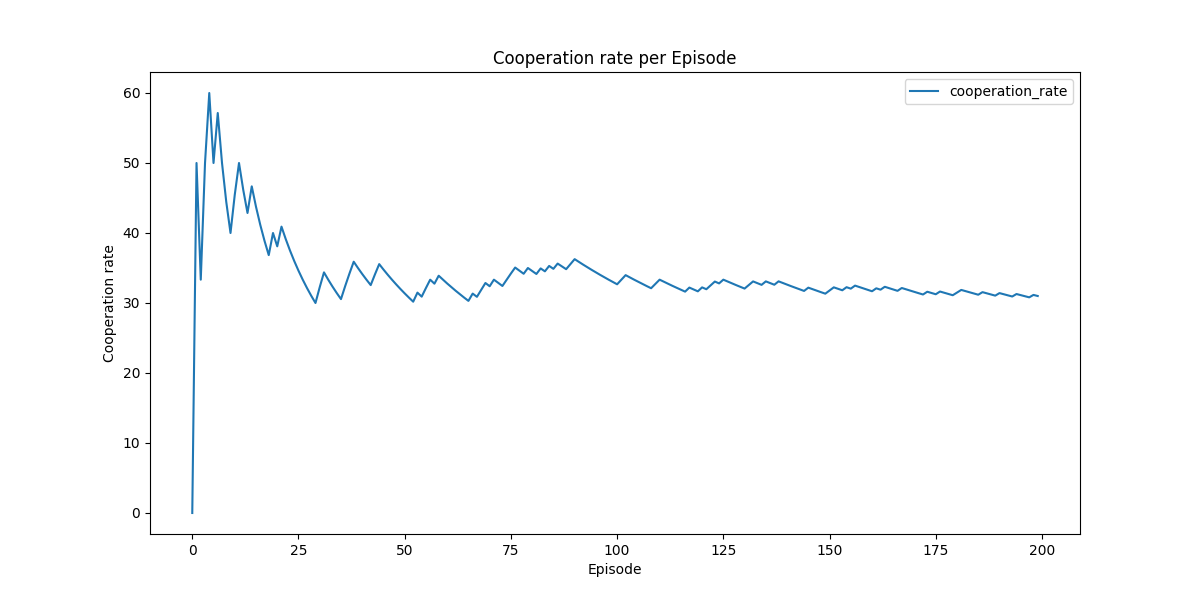 Cooperation rate per Episode
cooperation_rate
Cooperation rate
60
50
40
30
20
10
0
0 25 50 75 100 125 150 175 200
Episode